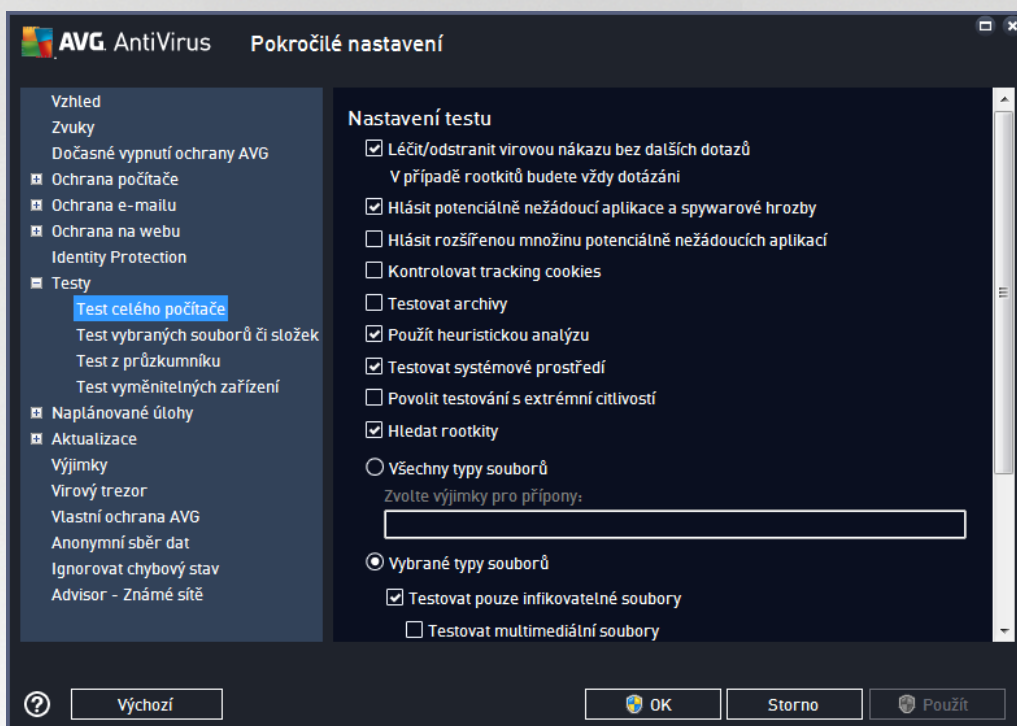 AVG. AntiVirus Pokročilé nastavení
Vzhled
Zvuky
Dočasné vypnutí ochrany AVG
Ochrana počítače
Ochrana e-mailu
Ochrana na webu
Identity Protection
Testy
Test celého počítače
Test vybraných souborů či složek
Test z průzkumníku
Test vyměnitelných zařízení
Naplánované úlohy
Aktualizace
Výjimky
Virový trezor
Vlastní ochrana AVG
Anonymní sběr dat
Ignorovat chybový stav
Advisor - Známé sítě
Nastavení testu
Léčit/odstranit virovou nákazu bez dalších dotazů
V případě rootkitů budete vždy dotázáni
Hlásit potenciálně nežádoucí aplikace a spywarové hrozby
Hlásit rozšířenou množinu potenciálně nežádoucích aplikací
Kontrolovat tracking cookies
Testovat archivy
Použít heuristickou analýzu
Testovat systémové prostředí
Povolit testování s extrémní citlivostí
Hledat rootkity
Všechny typy souborů
Zvolte výjimky pro přípony:
Vybrané typy souborů
Testovat pouze infikovatelné soubory
Testovat multimediální soubory
Výchozí
OK
Storno
Použít